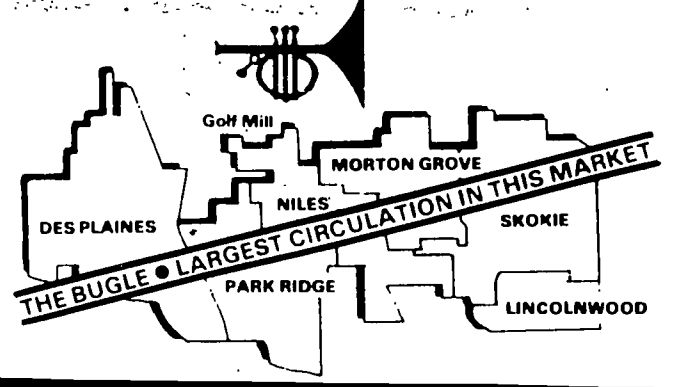 Golf Mill
MORTON GROVE
NILES
DES PLAINES
SKOKIE
THE BUGLE ● LARGEST CIRCULATION IN THIS MARKET
PARK RIDGE
LINCOLNWOOD